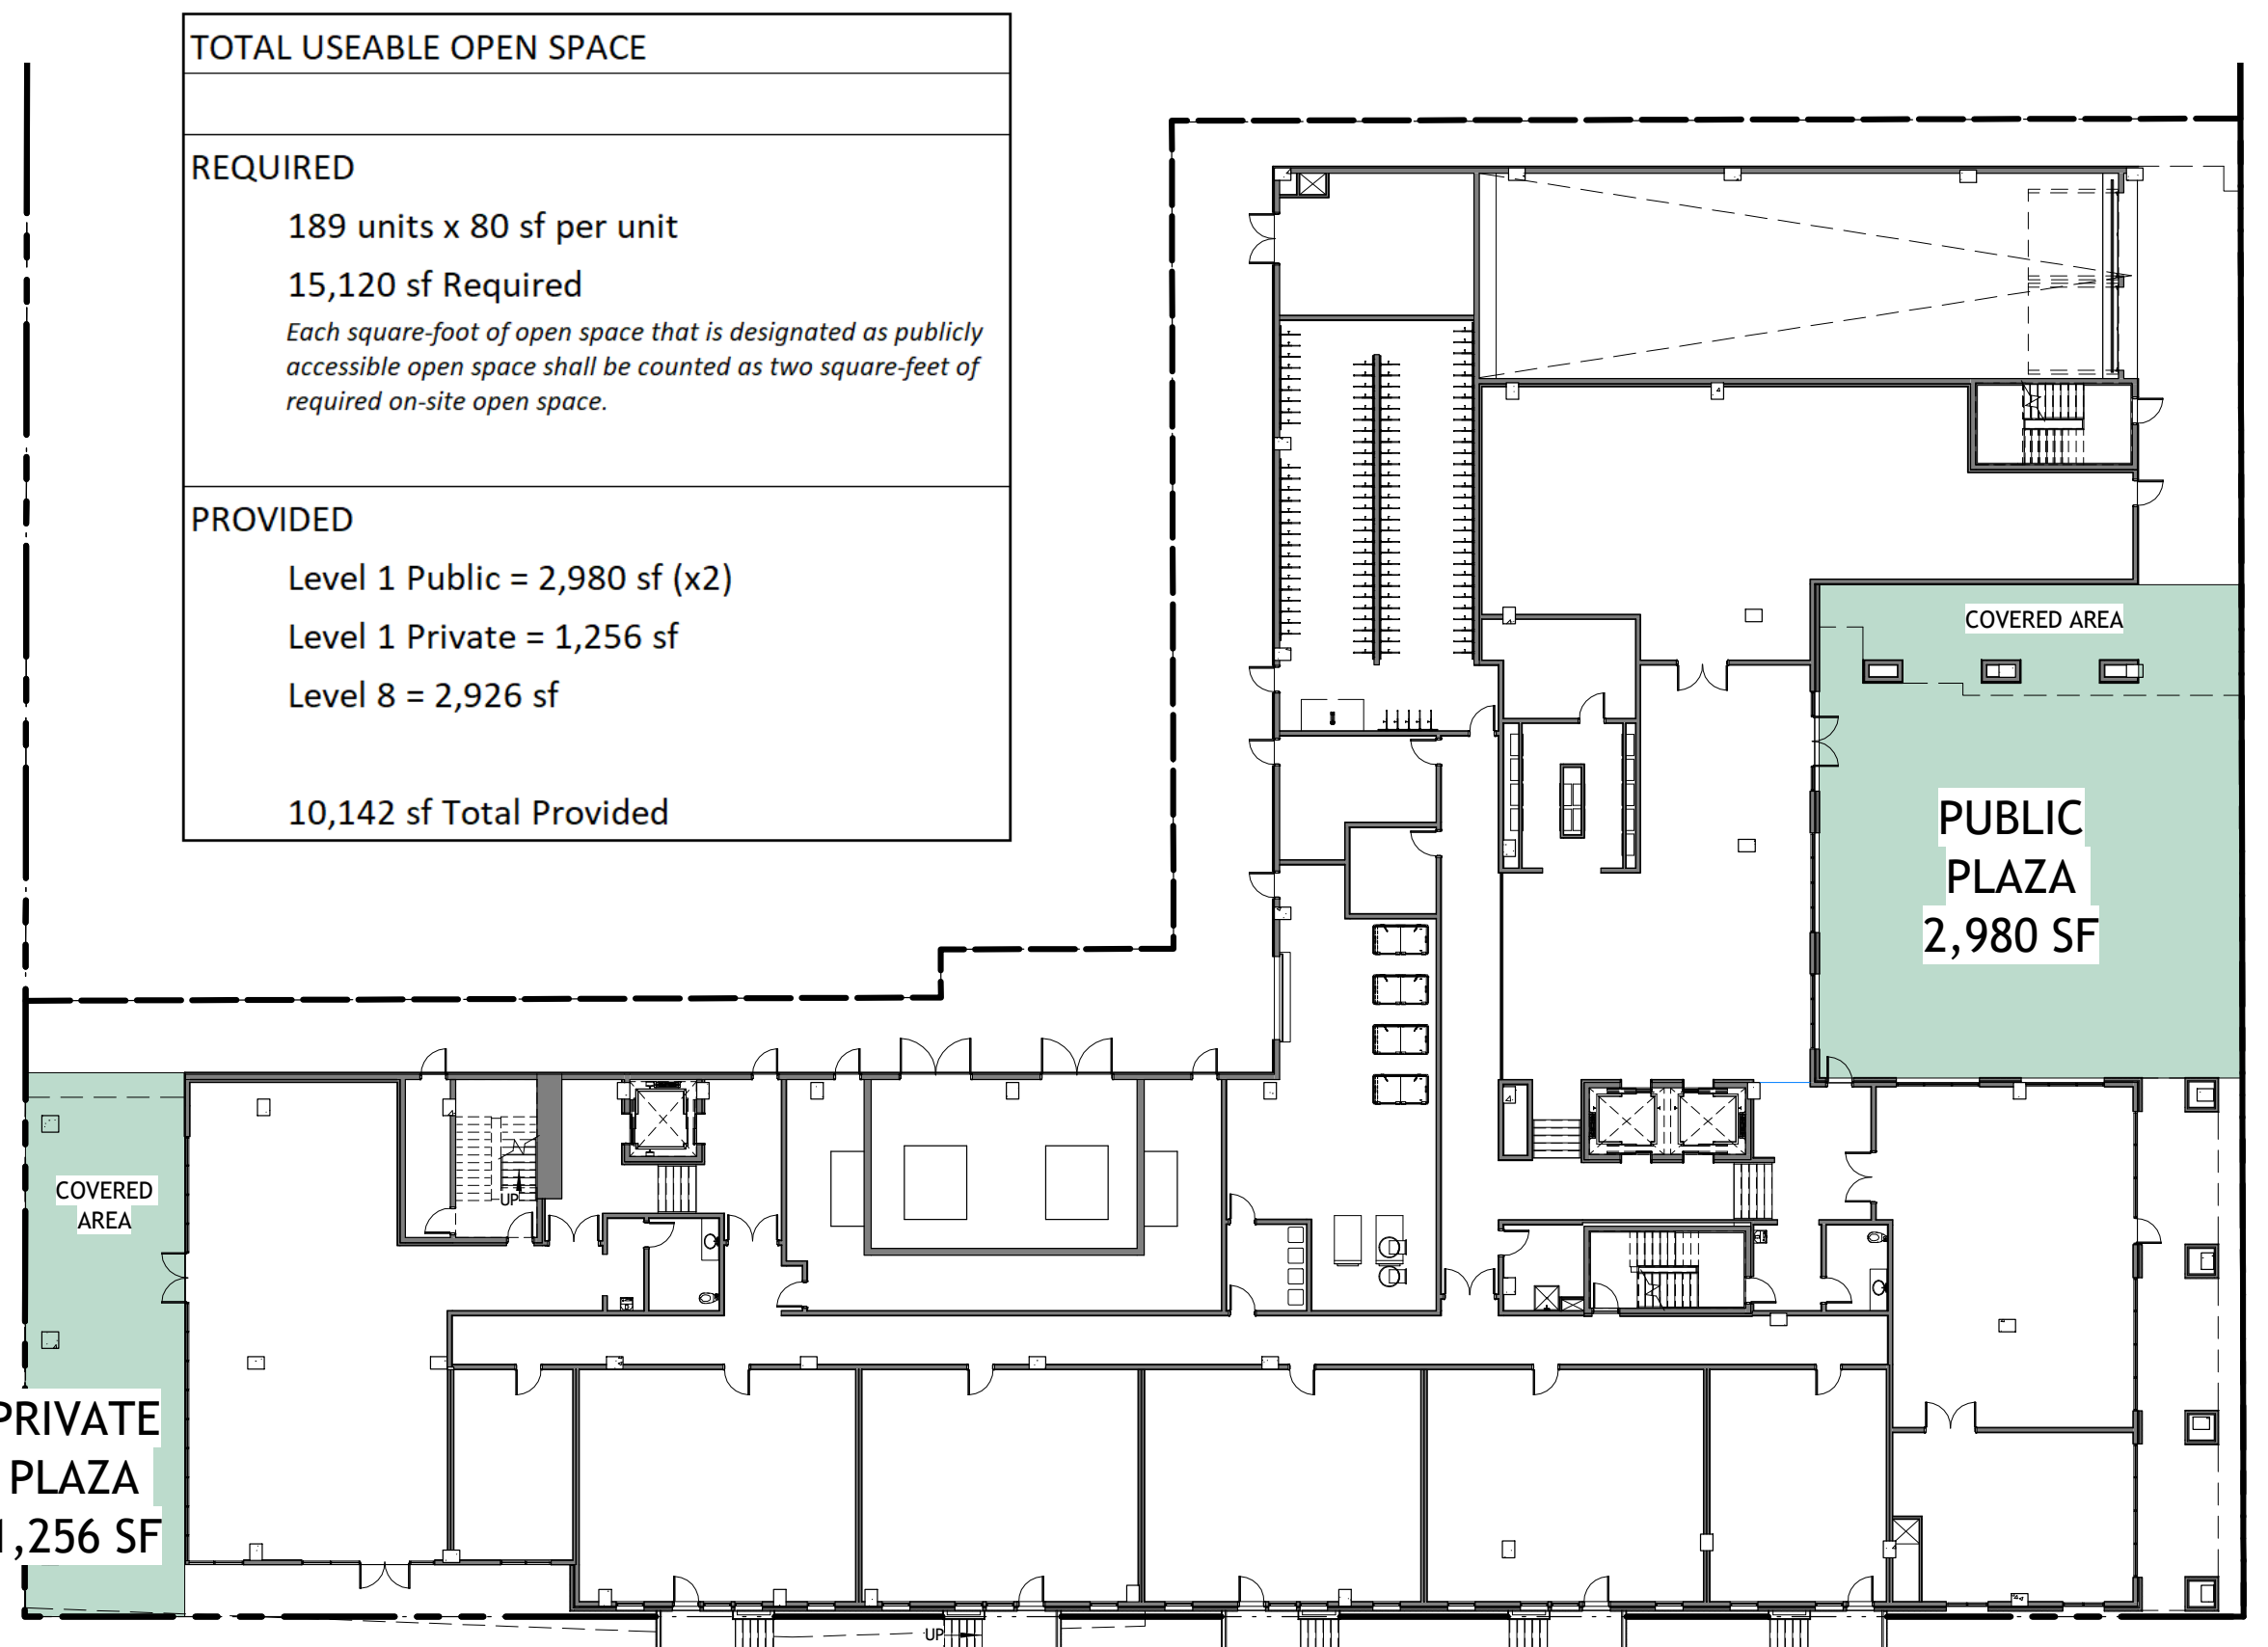 TOTAL USEABLE OPEN SPACE
REQUIRED
189 units x 80 sf per unit
15,120 sf Required
Each square-foot of open space that is designated as publicly
accessible open space shall be counted as two square-feet of
required on-site open space.
PROVIDED
Level 1 Public = 2,980 sf (x2)
Level 1 Private = 1,256 sf
Level 8 = 2,926 sf
10,142 sf Total Provided
COVERED AREA
PUBLIC
PLAZA
2,980 SF
COVERED
AREA
UP
PRIVATE
PLAZA
1,256 SF
UP